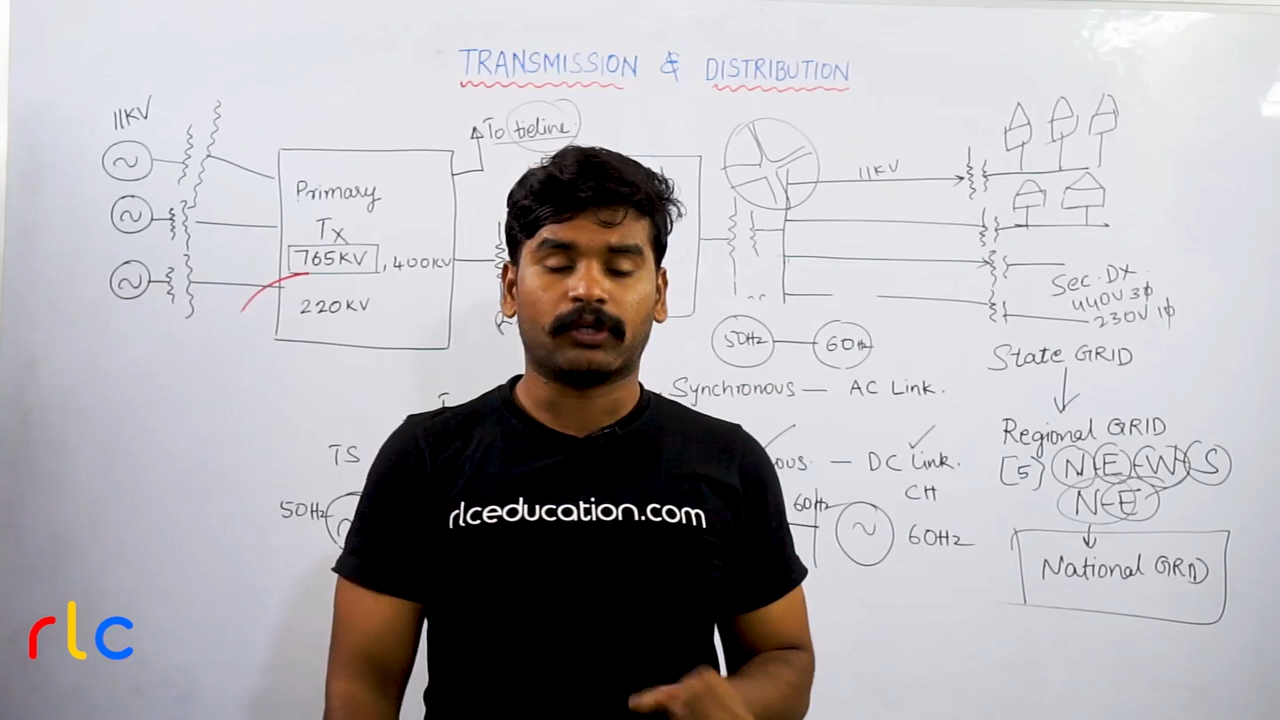 TRANSMISSION & DISTRIBUTION
11KV
To tieline
Primary
Tx
765KV, 400KV
220KV
11KV
Sec. Dx
440V 3φ
230V 1φ
50Hz
60Hz
State GRID
Synchronous — AC Link.
Regional GRID
[5] N-E-W-S
N-E
TS
— DC Link.
CH
50Hz
60Hz
60Hz
National GRID
rlceducation.com
rlc